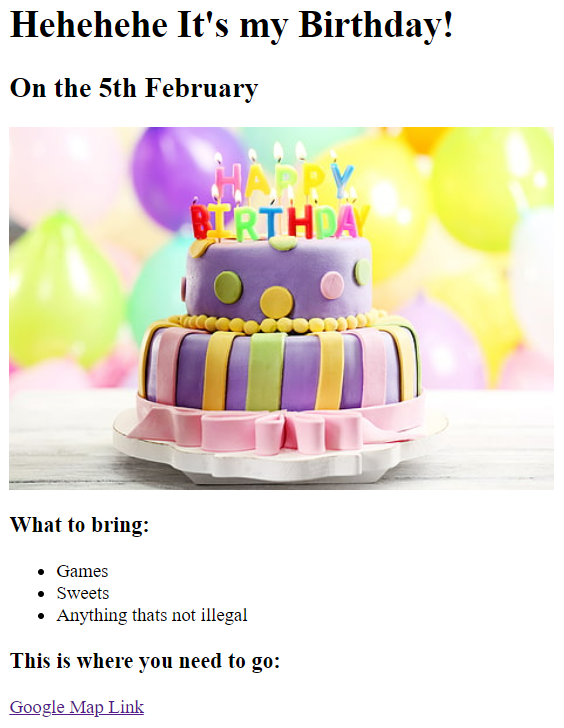 Hehehehe It's my Birthday!
On the 5th February
HAPPY
BIRTHDAY
What to bring:
Games
Sweets
Anything thats not illegal
This is where you need to go:
Google Map Link